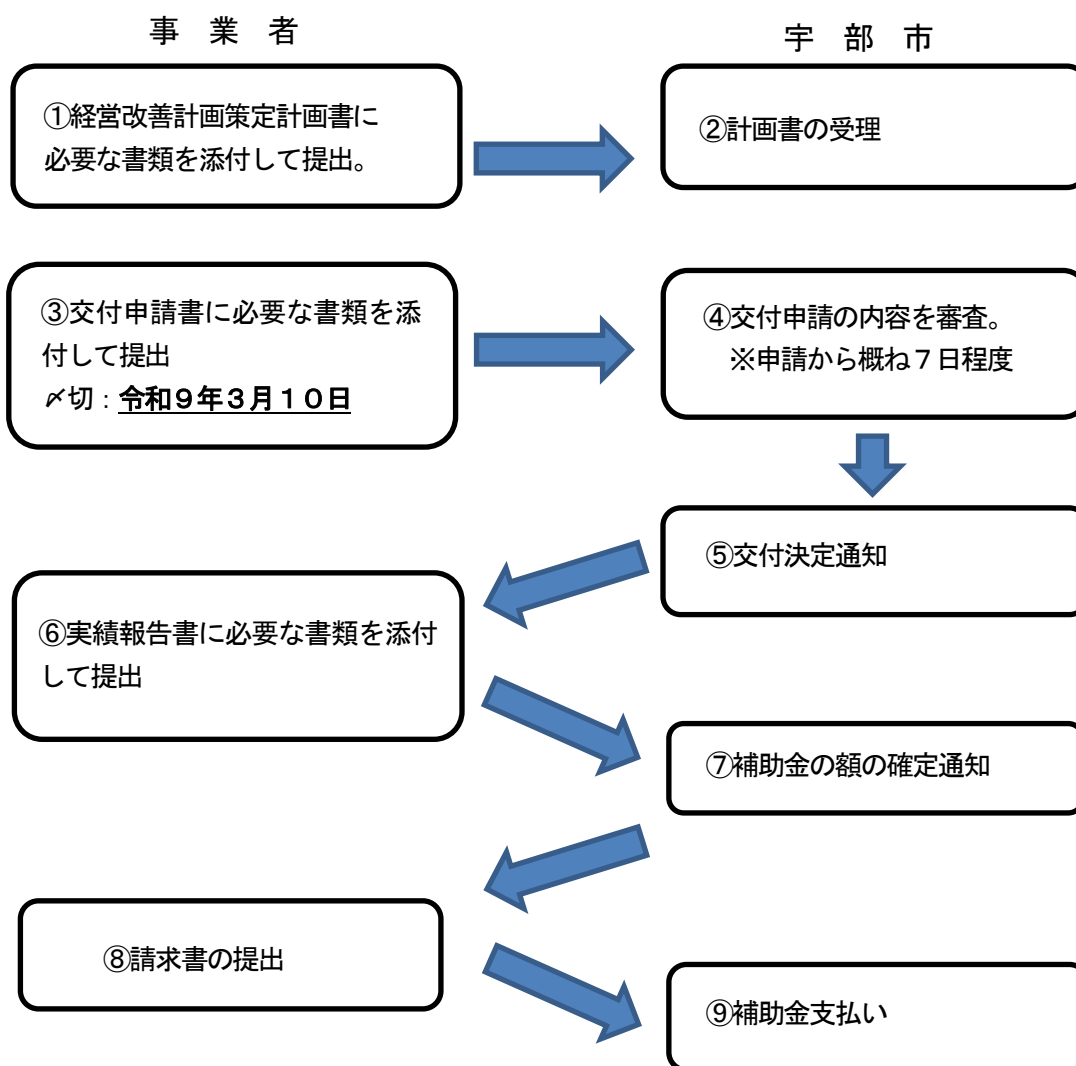 事 業 者
宇 部 市
①経営改善計画策定計画書に
必要な書類を添付して提出。
②計画書の受理
③交付申請書に必要な書類を添
付して提出
〆切：令和９年３月１０日
④交付申請の内容を審査。
※申請から概ね７日程度
⑤交付決定通知
⑥実績報告書に必要な書類を添付
して提出
⑦補助金の額の確定通知
⑧請求書の提出
⑨補助金支払い